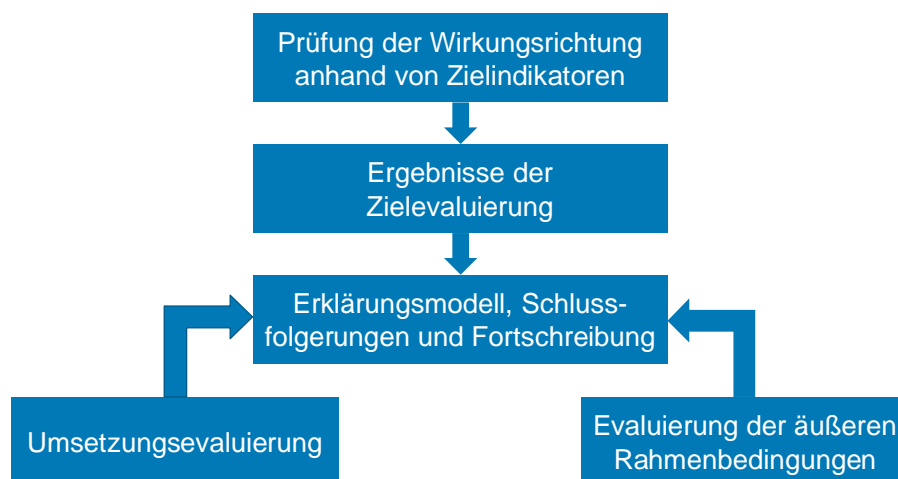 Prüfung der Wirkungsrichtung
anhand von Zielindikatoren
Ergebnisse der
Zielevaluierung
Erklärungsmodell, Schluss-
folgerungen und Fortschreibung
Umsetzungsevaluierung
Evaluierung der äußeren
Rahmenbedingungen